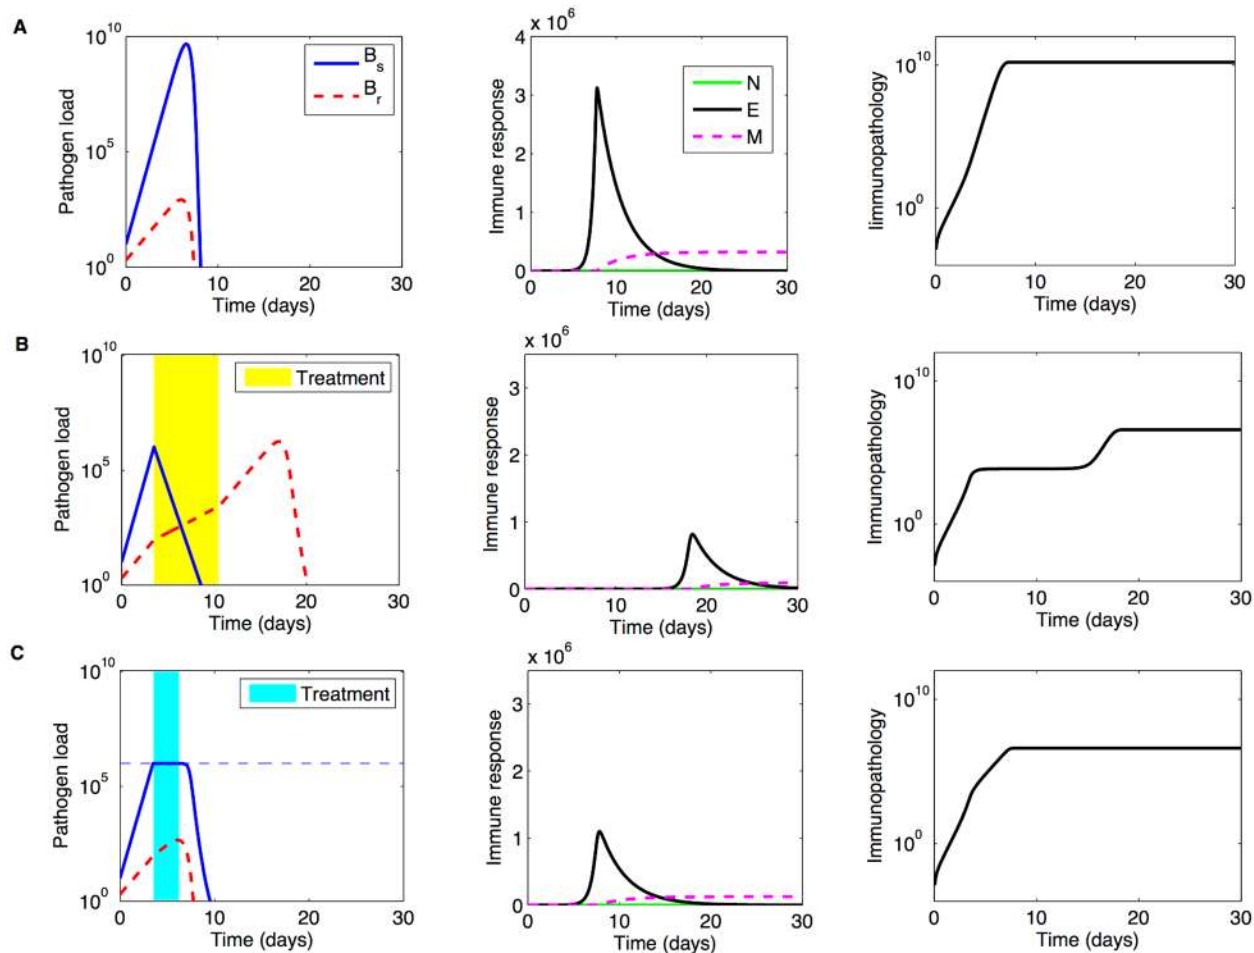 A
10^10
10^5
10^0
Pathogen load
0 10 20 30
Time (days)
B_s
B_r
x 10^6
4
3
2
1
0
Immune response
0 10 20 30
Time (days)
N
E
M
10^10
10^0
Iimmunopathology
0 10 20 30
Time (days)
B
10^10
10^5
10^0
Pathogen load
0 10 20 30
Time (days)
Treatment
x 10^6
3
2
1
0
Immune response
0 10 20 30
Time (days)
10^10
10^0
Immunopathology
0 10 20 30
Time (days)
C
10^10
10^5
10^0
Pathogen load
0 10 20 30
Time (days)
Treatment
x 10^6
3
2
1
0
Immune response
0 10 20 30
Time (days)
10^10
10^0
Immunopathology
0 10 20 30
Time (days)